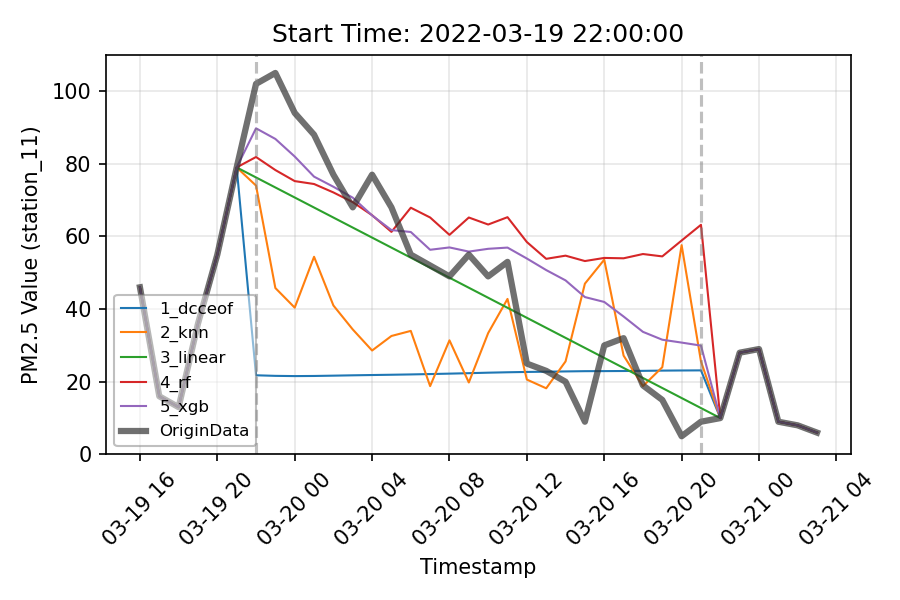 Start Time: 2022-03-19 22:00:00
PM2.5 Value (station_11)
100
80
60
40
20
0
1_dcceof
2_knn
3_linear
4_rf
5_xgb
OriginData
03-19 16
03-19 20
03-20 00
03-20 04
03-20 08
03-20 12
03-20 16
03-20 20
03-21 00
03-21 04
Timestamp